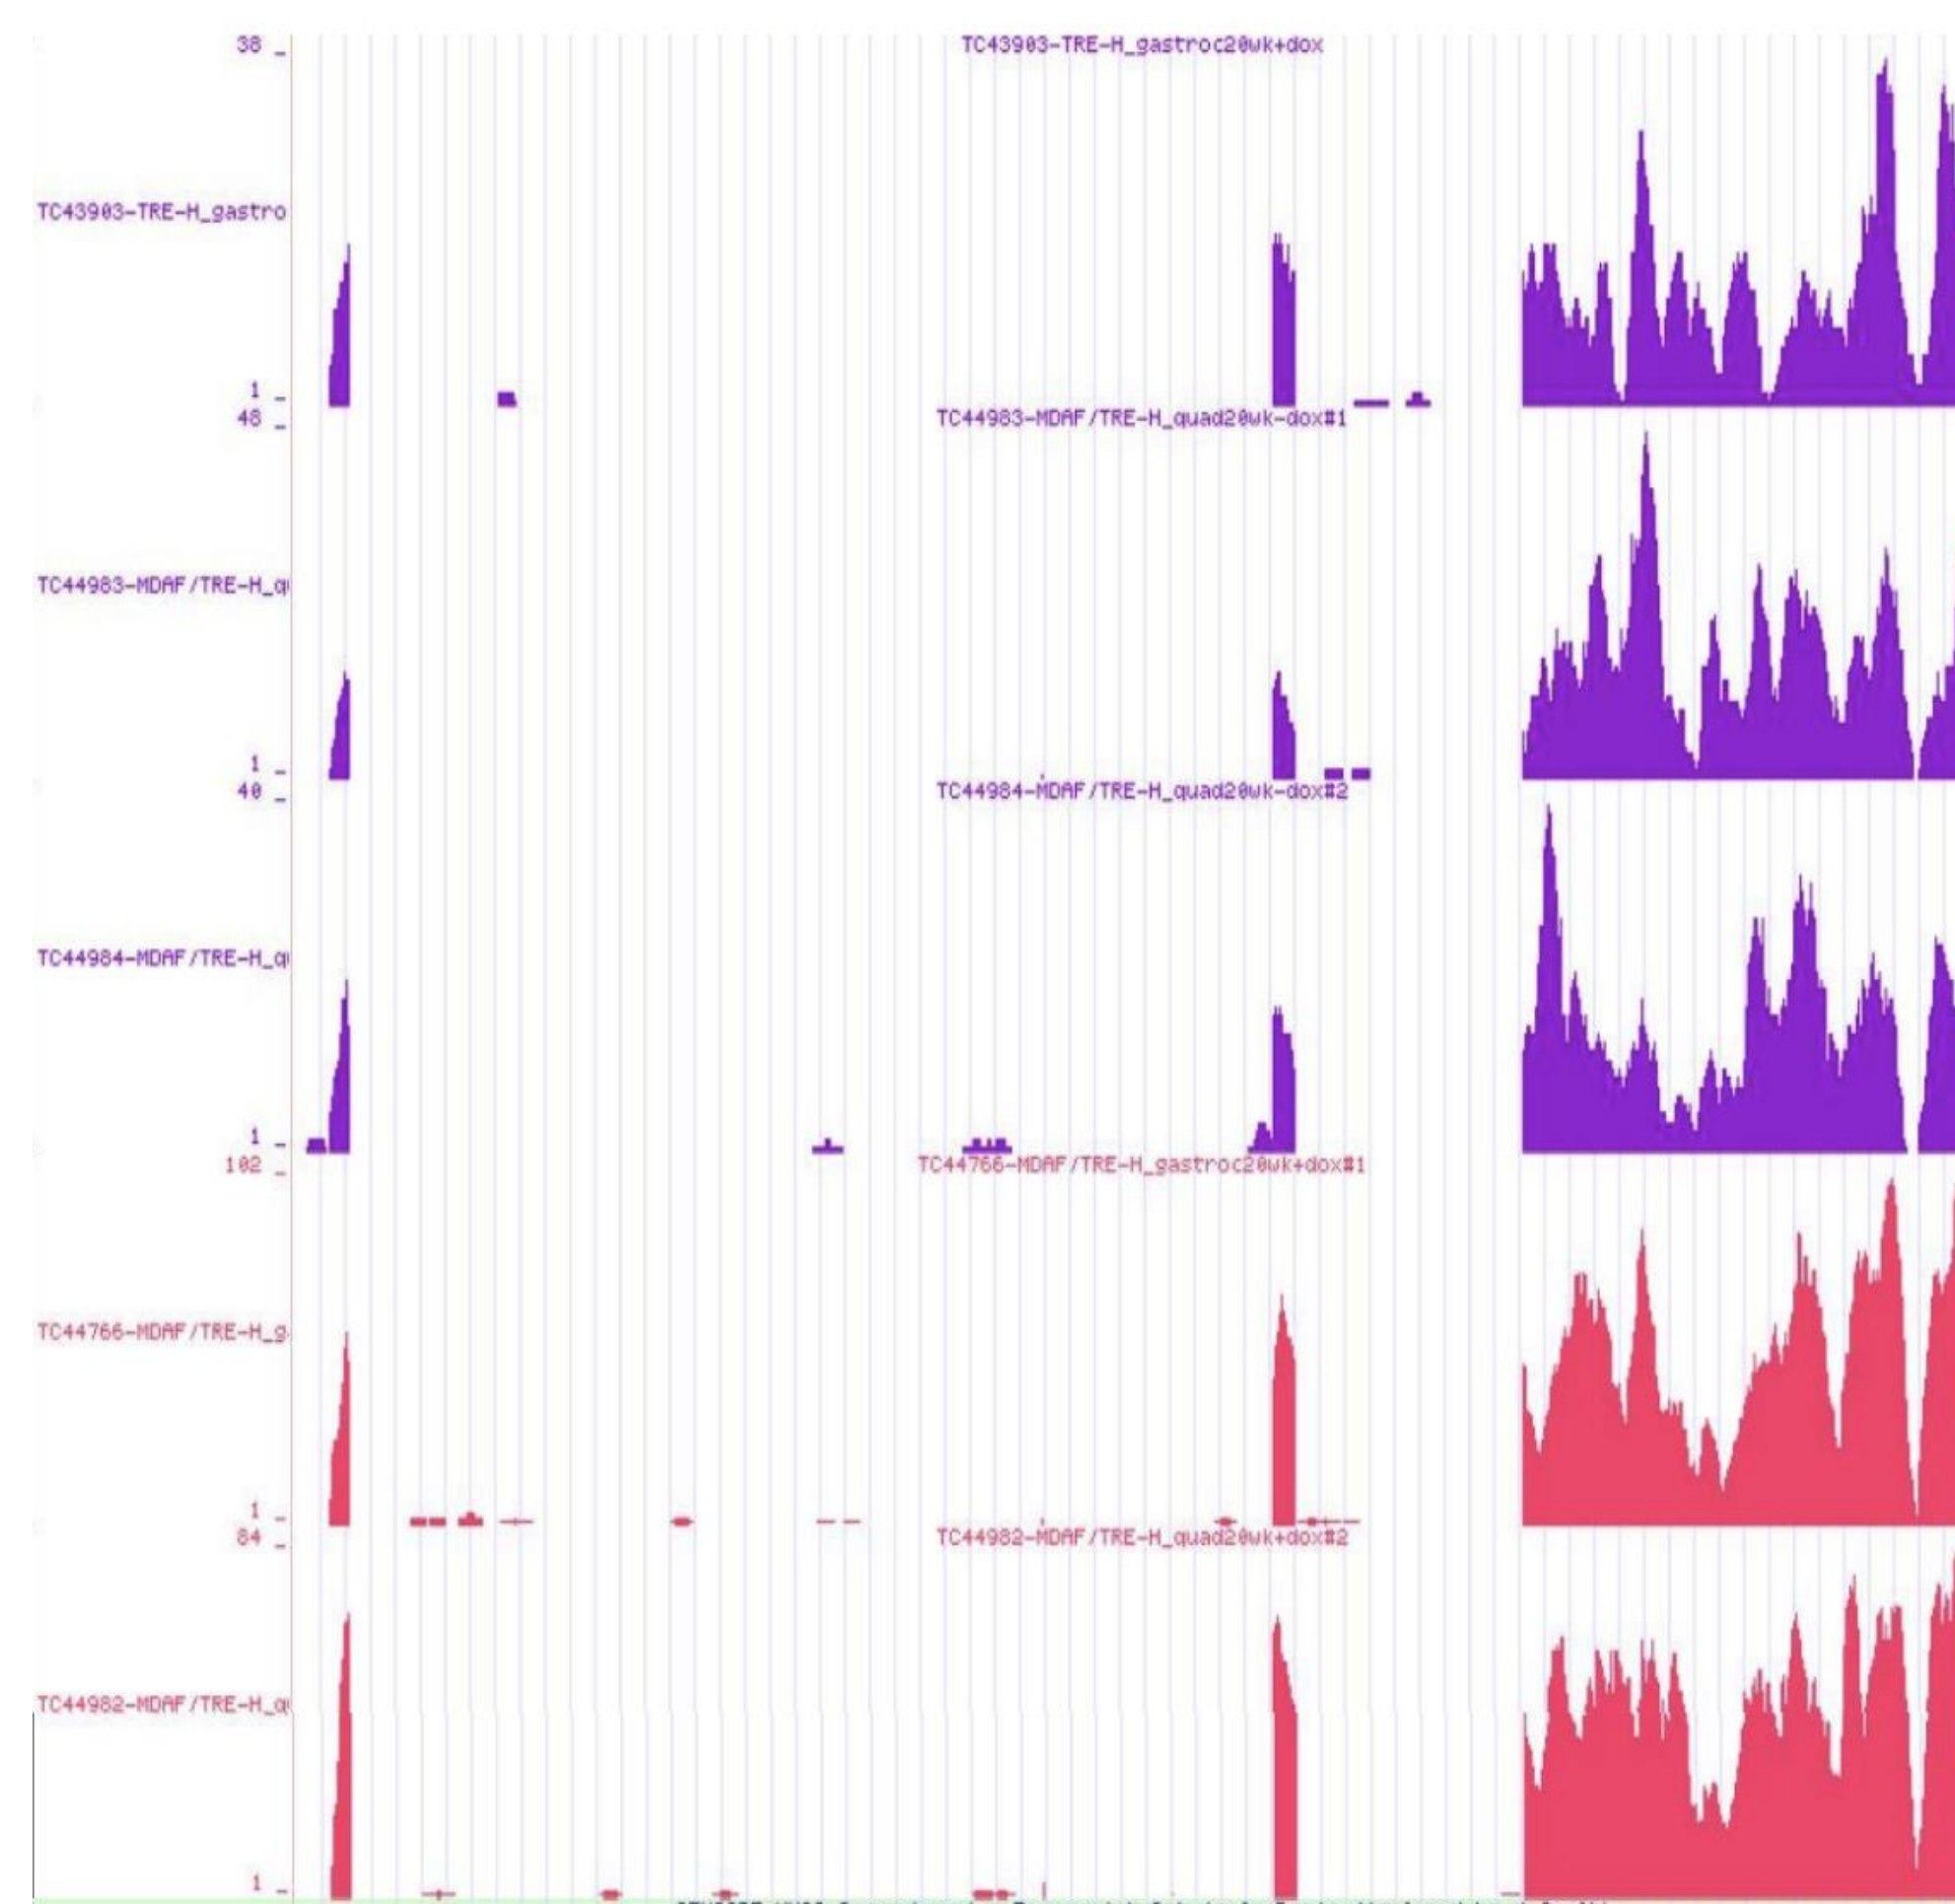 38
TC43903-TRE-H_gastroc20wk+dox
TC43903-TRE-H_gastro
1
48
TC44983-MDAF/TRE-H_quad20wk-dox#1
TC44983-MDAF/TRE-H_q
1
40
TC44984-MDAF/TRE-H_quad20wk-dox#2
TC44984-MDAF/TRE-H_q
1
102
TC44766-MDAF/TRE-H_gastroc20wk+dox#1
TC44766-MDAF/TRE-H_g
1
84
TC44982-MDAF/TRE-H_quad20wk+dox#2
TC44982-MDAF/TRE-H_q
1